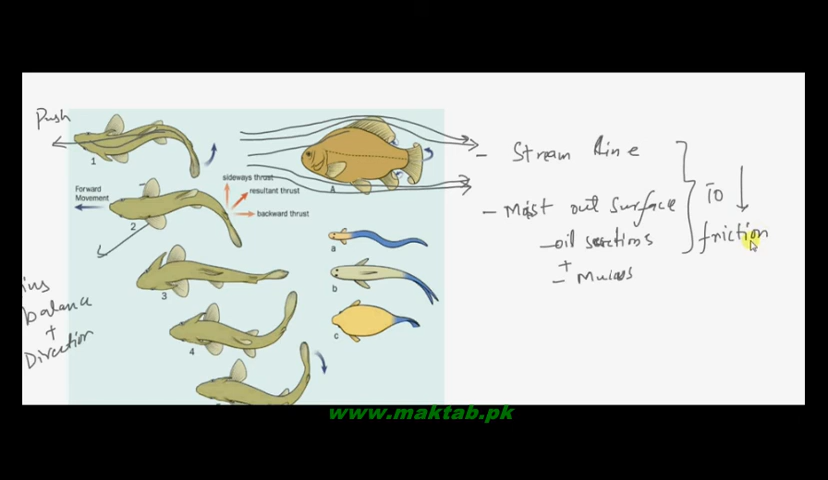 Push
1
sideways thrust
resultant thrust
backward thrust
Forward
Movement
2
3
4
A
a
b
c
balance
+
Direction
- Stream line
- Moist out surface
- oil
+
- Mucus
To ↓
friction
www.maktab.pk